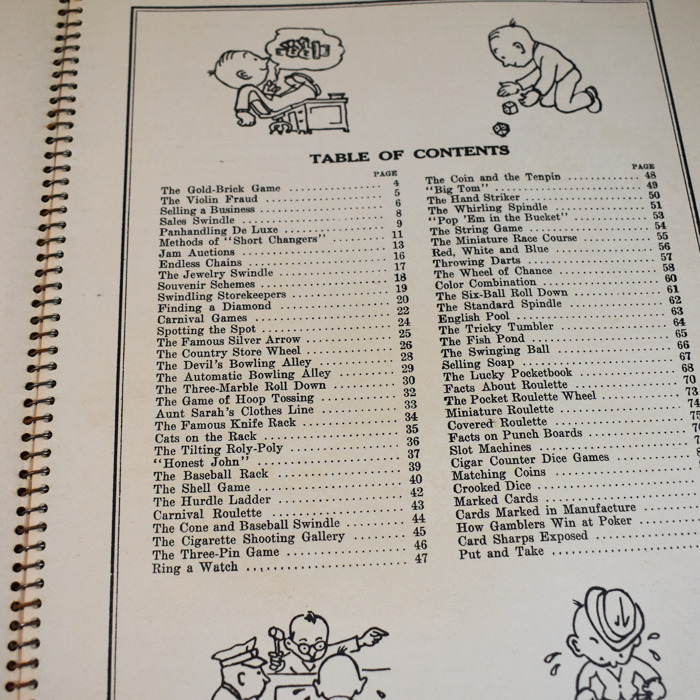 TABLE OF CONTENTS
PAGE
The Gold-Brick Game 4
The Violin Fraud 5
Selling a Business 6
Sales Swindle 8
Panhandling De Luxe 9
Methods of "Short Changers" 11
Jam Auctions 13
Endless Chains 16
The Jewelry Swindle 17
Souvenir Schemes 18
Swindling Storekeepers 19
Finding a Diamond 20
Carnival Games 22
Spotting the Spot 24
The Famous Silver Arrow 25
The Country Store Wheel 26
The Devil's Bowling Alley 28
The Automatic Bowling Alley 29
The Three-Marble Roll Down 30
The Game of Hoop Tossing 32
Aunt Sarah's Clothes Line 33
The Famous Knife Rack 34
Cats on the Rack 35
The Tilting Roly-Poly 36
"Honest John" 37
The Baseball Rack 39
The Shell Game 40
The Hurdle Ladder 42
Carnival Roulette 43
The Cone and Baseball Swindle 44
The Cigarette Shooting Gallery 45
The Three-Pin Game 46
Ring a Watch 47
PAGE
The Coin and the Tenpin 48
"Big Tom" 49
The Hand Striker 50
The Whirling Spindle 51
"Pop 'Em in the Bucket" 53
The String Game 54
The Miniature Race Course 55
Red, White and Blue 56
Throwing Darts 57
The Wheel of Chance 58
Color Combination 60
The Six-Ball Roll Down 61
The Standard Spindle 62
English Pool 63
The Tricky Tumbler 64
The Fish Pond 65
The Swinging Ball 66
Selling Soap 67
The Lucky Pocketbook 68
Facts About Roulette 70
The Pocket Roulette Wheel 73
Miniature Roulette 74
Covered Roulette 75
Facts on Punch Boards
Slot Machines
Cigar Counter Dice Games
Matching Coins
Crooked Dice
Marked Cards
Cards Marked in Manufacture
How Gamblers Win at Poker
Card Sharps Exposed
Put and Take